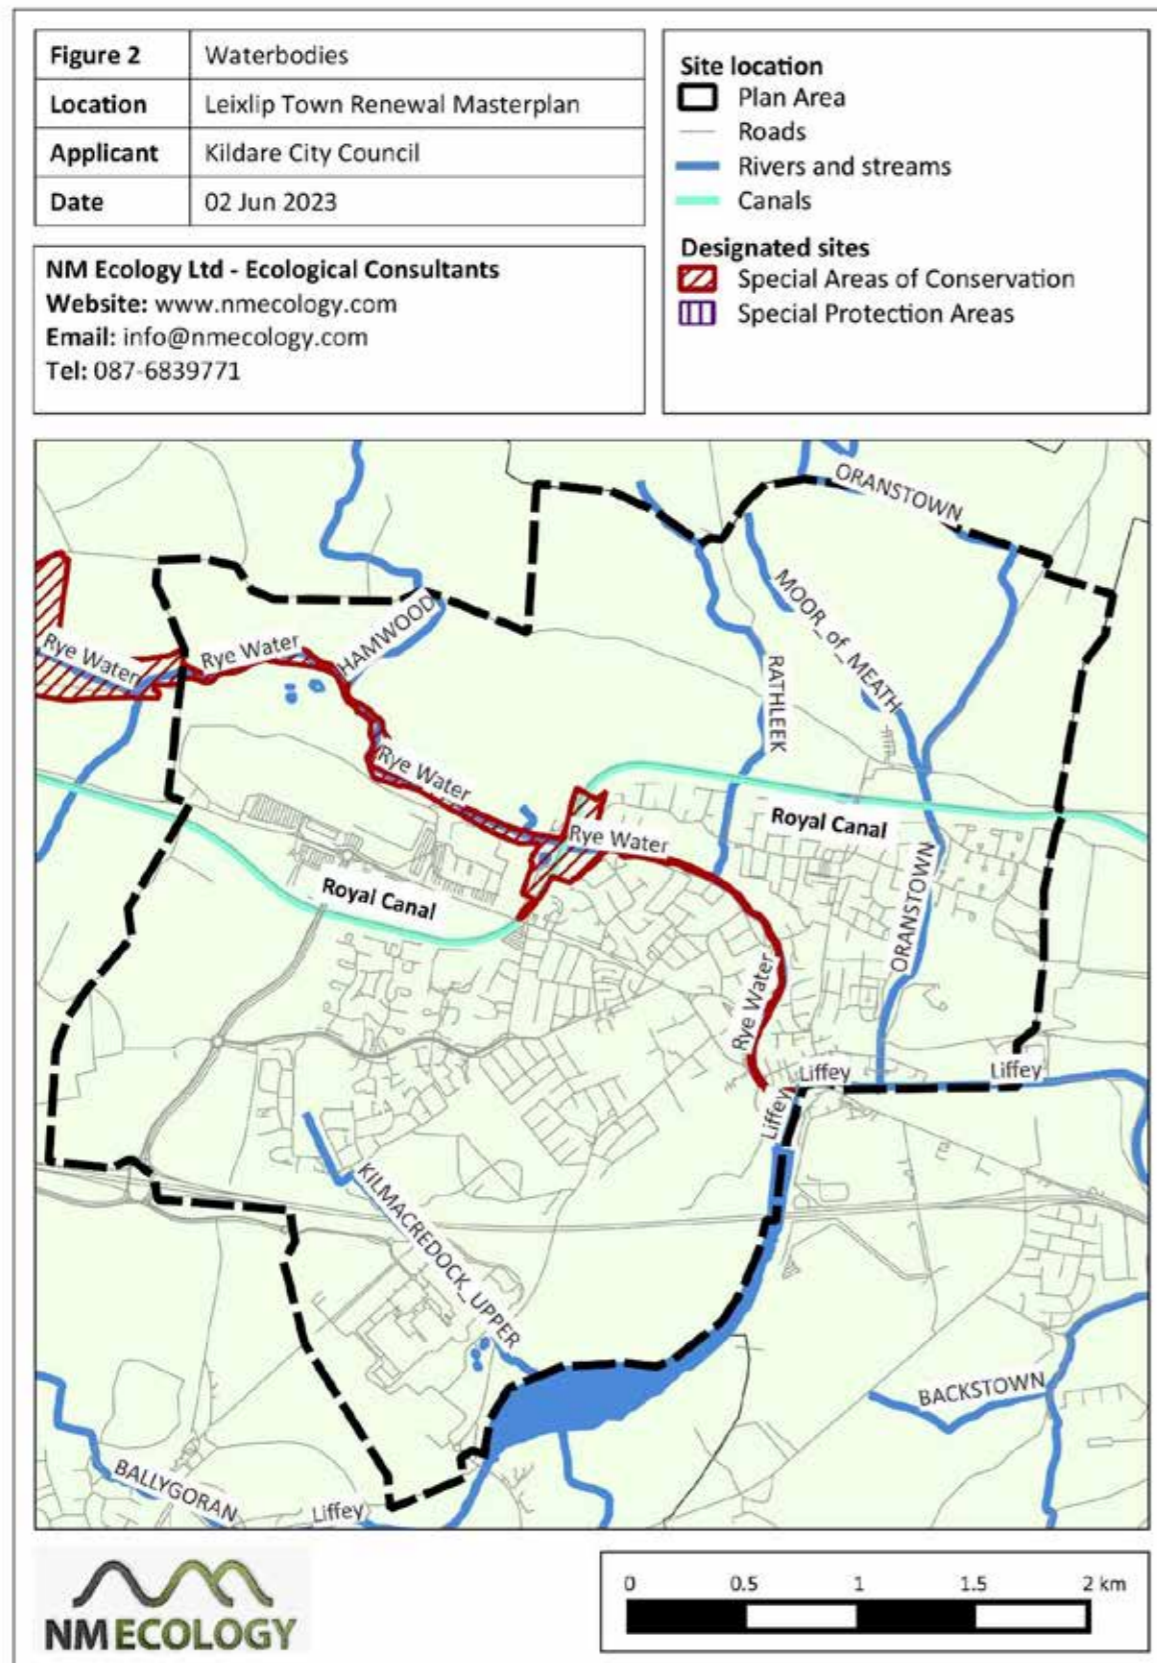 Figure 2 Waterbodies
Location Leixlip Town Renewal Masterplan
Applicant Kildare City Council
Date 02 Jun 2023
NM Ecology Ltd - Ecological Consultants
Website: www.nmecology.com
Email: info@nmecology.com
Tel: 087-6839771
Site location
Plan Area
Roads
Rivers and streams
Canals
Designated sites
Special Areas of Conservation
Special Protection Areas
ORANSTOWN
MOOR_of_MEATH
HAMWOOD
Rye Water
Rye Water
RATHLEEK
Rye Water
Rye Water
Royal Canal
Royal Canal
ORANSTOWN
Rye Water
Liffey
Liffey
Liffey
KILMACREDOCK_UPPER
BACKSTOWN
BALLYGORAN
Liffey
NM ECOLOGY
0 0.5 1 1.5 2 km